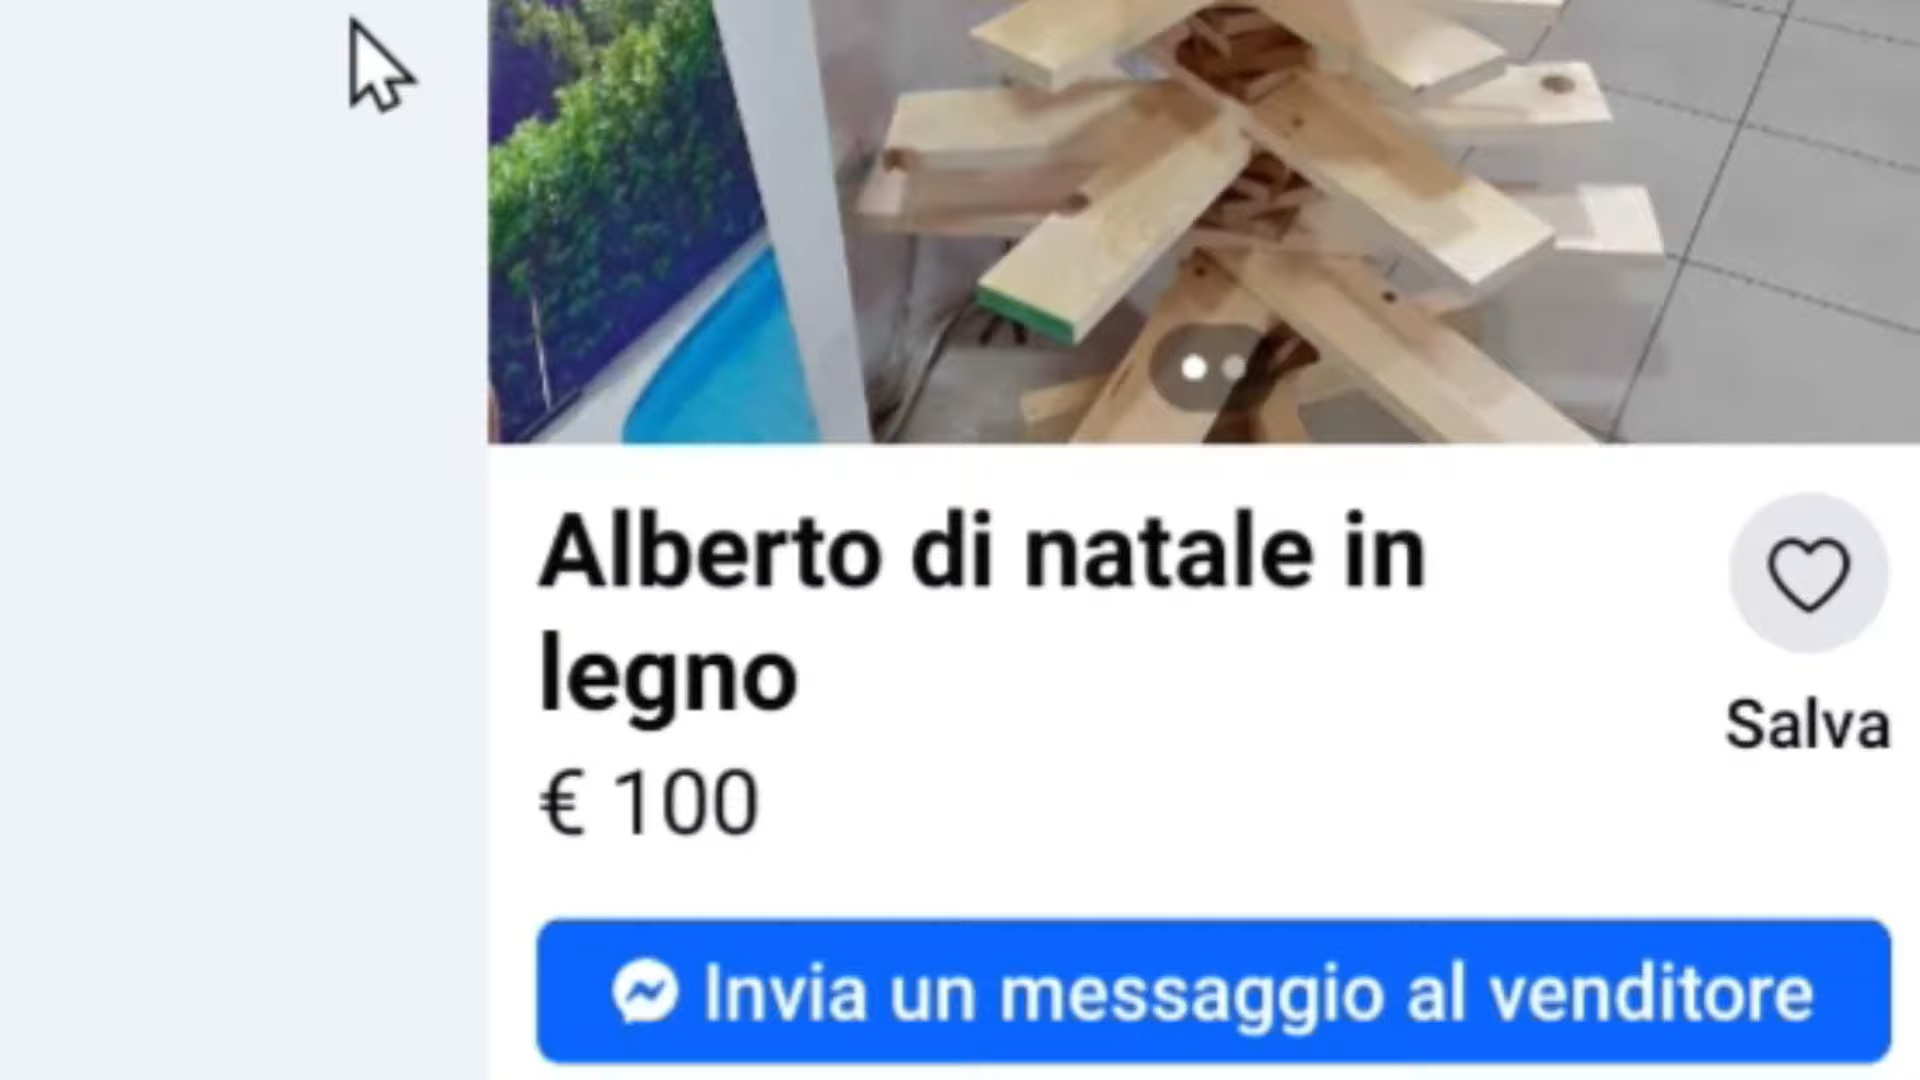 Alberto di natale in
legno
Salva
€ 100
Invia un messaggio al venditore